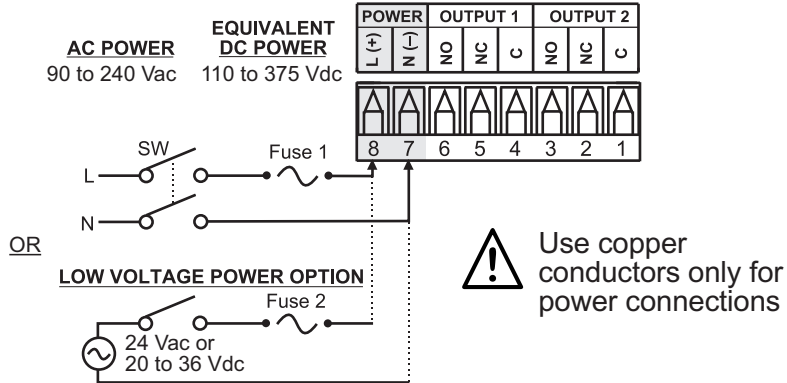 POWER OUTPUT 1 OUTPUT 2
L (+) N (–) NO NC C NO NC C
AC POWER
90 to 240 Vac
EQUIVALENT
DC POWER
110 to 375 Vdc
8 7 6 5 4 3 2 1
SW
Fuse 1
L
N
OR
LOW VOLTAGE POWER OPTION
Fuse 2
24 Vac or
20 to 36 Vdc
!
Use copper
conductors only for
power connections